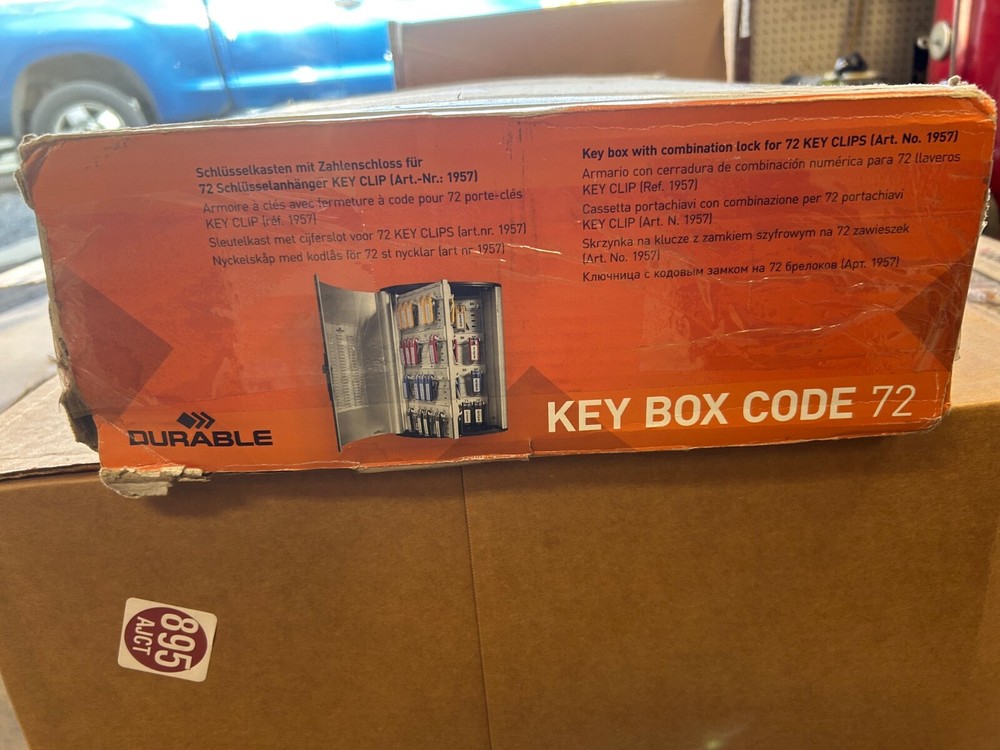 Schlüsselkasten mit Zahlenschloss für
72 Schlüsselanhänger KEY CLIP (Art.-Nr.: 1957)
Armoire à clés avec fermeture à code pour 72 porte-clés
KEY CLIP (réf. 1957)
Sleutelkast met cijferslot voor 72 KEY CLIPS (art.nr. 1957)
Nyckelskåp med kodlås för 72 st nycklar (art nr 1957)
Key box with combination lock for 72 KEY CLIPS (Art. No. 1957)
Armario con cerradura de combinación numérica para 72 llaveros
KEY CLIP (Ref. 1957)
Cassetta portachiavi con combinazione per 72 portachiavi
KEY CLIP (Art. N. 1957)
Skrzynka na klucze z zamkiem szyfrowym na 72 zawieszek
(Art. No. 1957)
Ключница с кодовым замком на 72 брелоков (Арт. 1957)
DURABLE
KEY BOX CODE 72
895
AJCT